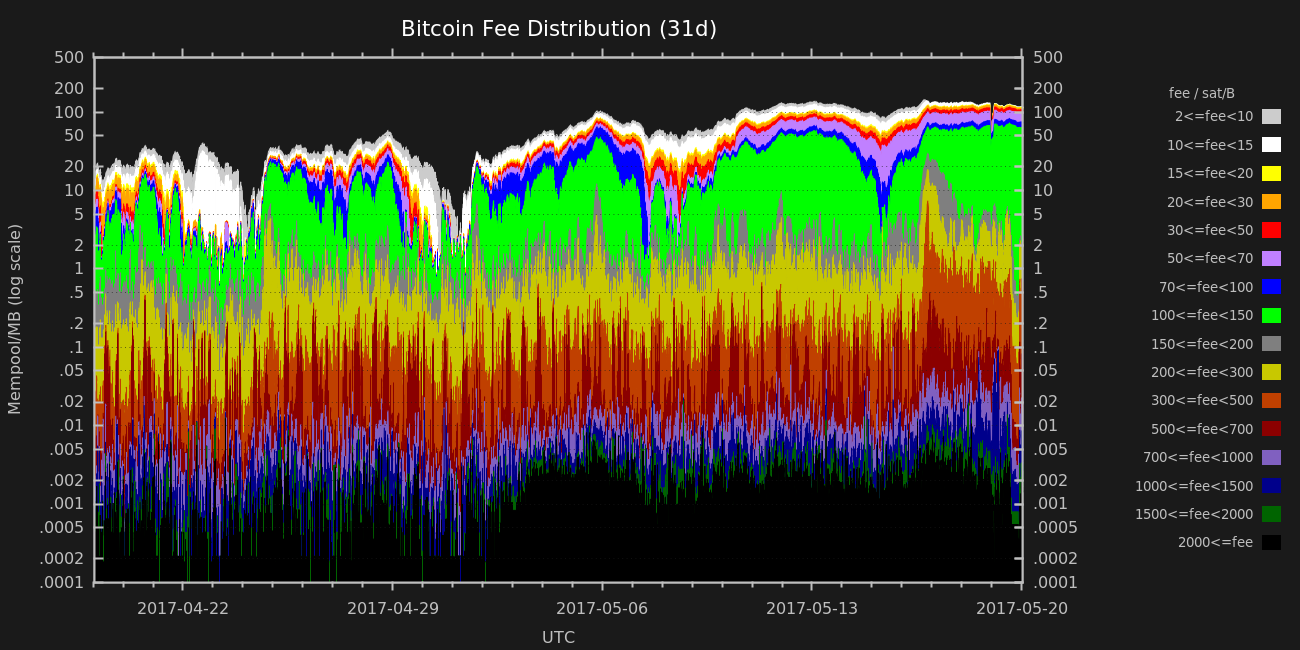 Bitcoin Fee Distribution (31d)
Mempool/MB (log scale)
500
200
100
50
20
10
5
2
1
.5
.2
.1
.05
.02
.01
.005
.002
.001
.0005
.0002
.0001
500
200
100
50
20
10
5
2
1
.5
.2
.1
.05
.02
.01
.005
.002
.001
.0005
.0002
.0001
2017-04-22
2017-04-29
2017-05-06
2017-05-13
2017-05-20
UTC
fee / sat/B
2<=fee<10
10<=fee<15
15<=fee<20
20<=fee<30
30<=fee<50
50<=fee<70
70<=fee<100
100<=fee<150
150<=fee<200
200<=fee<300
300<=fee<500
500<=fee<700
700<=fee<1000
1000<=fee<1500
1500<=fee<2000
2000<=fee